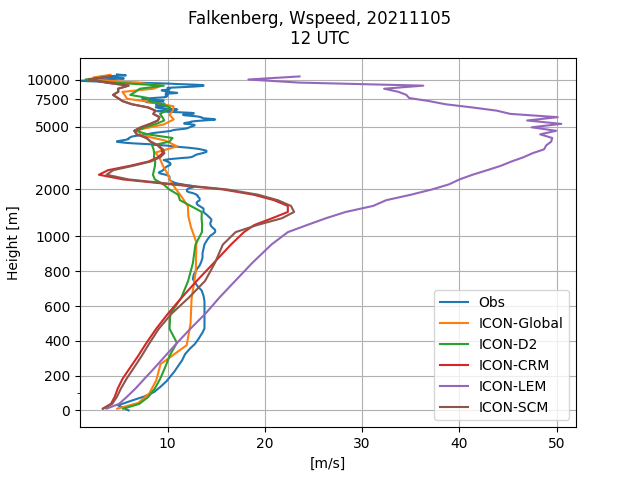 Falkenberg, Wspeed, 20211105
12 UTC
Height [m]
10000
7500
5000
2000
1000
800
600
400
200
0
Obs
ICON-Global
ICON-D2
ICON-CRM
ICON-LEM
ICON-SCM
10
20
30
40
50
[m/s]